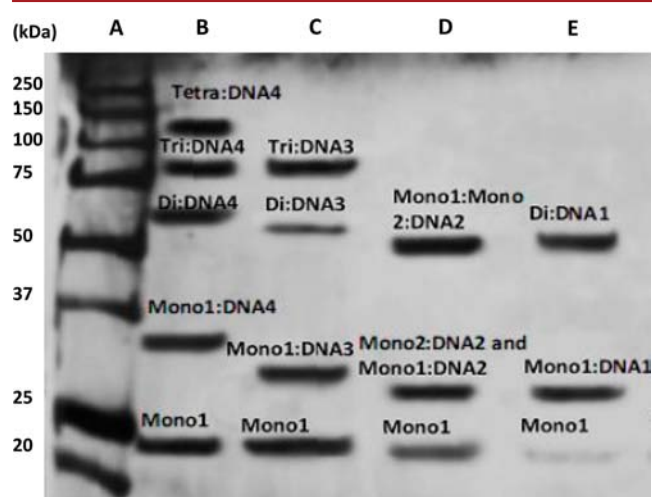 (kDa) A B C D E
250
150
100
75
50
37
25
20
Tetra:DNA4
Tri:DNA4 Tri:DNA3
Di:DNA4 Di:DNA3 Mono1:Mono
2:DNA2 Di:DNA1
Mono1:DNA4
Mono1:DNA3 Mono2:DNA2 and
Mono1:DNA2 Mono1:DNA1
Mono1 Mono1 Mono1 Mono1